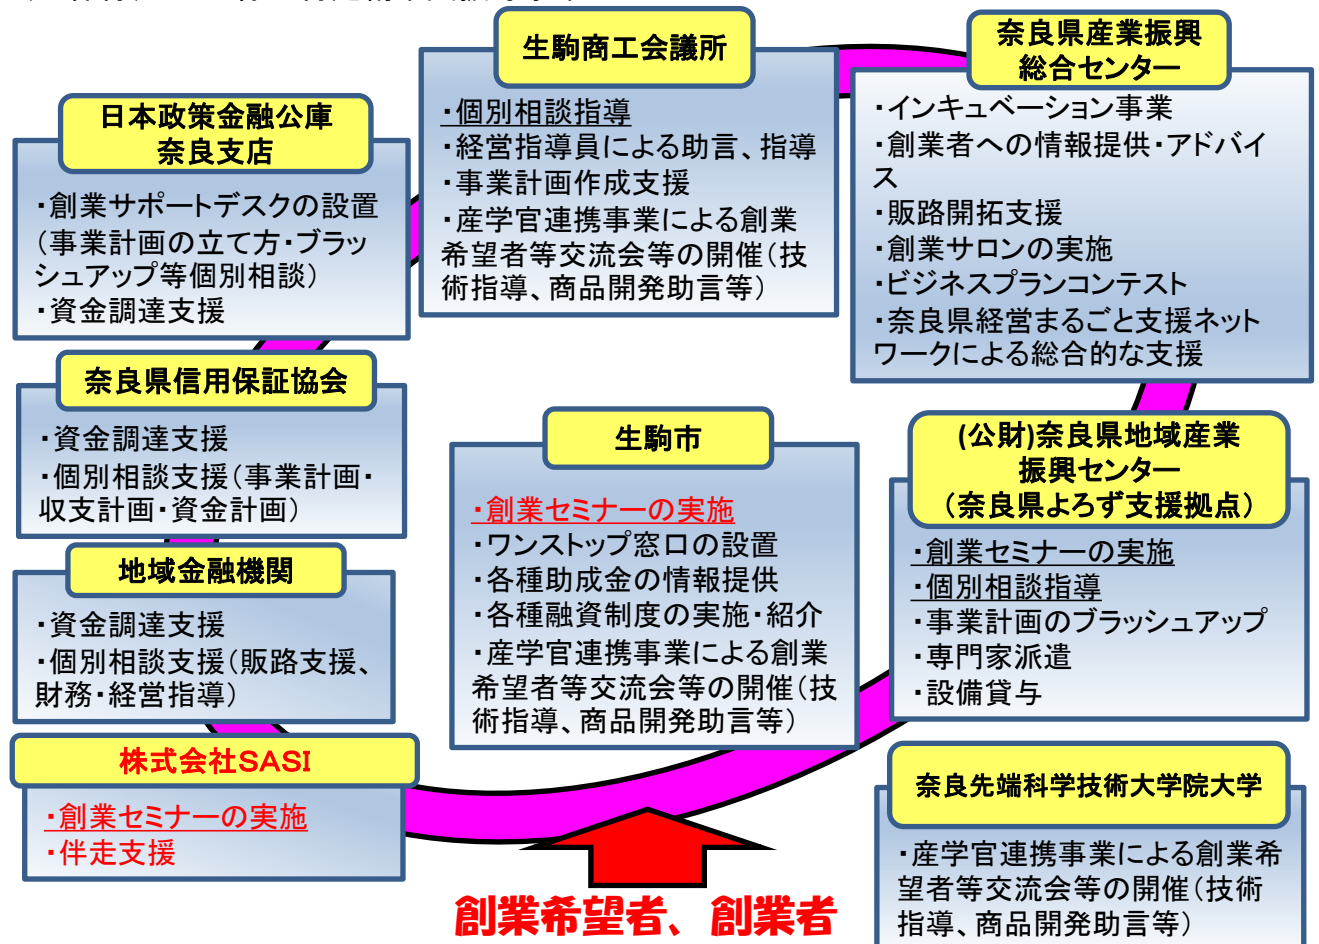 生駒商工会議所
・個別相談指導
・経営指導員による助言、指導
・事業計画作成支援
・産学官連携事業による創業
希望者等交流会等の開催（技
術指導、商品開発助言等）
奈良県産業振興
総合センター
・インキュベーション事業
・創業者への情報提供・アドバイ
ス
・販路開拓支援
・創業サロンの実施
・ビジネスプランコンテスト
・奈良県経営まるごと支援ネット
ワークによる総合的な支援
日本政策金融公庫
奈良支店
・創業サポートデスクの設置
（事業計画の立て方・ブラッ
シュアップ等個別相談）
・資金調達支援
奈良県信用保証協会
・資金調達支援
・個別相談支援（事業計画・
収支計画・資金計画）
生駒市
・創業セミナーの実施
・ワンストップ窓口の設置
・各種助成金の情報提供
・各種融資制度の実施・紹介
・産学官連携事業による創業
希望者等交流会等の開催（技
術指導、商品開発助言等）
(公財)奈良県地域産業
振興センター
（奈良県よろず支援拠点）
・創業セミナーの実施
・個別相談指導
・事業計画のブラッシュアップ
・専門家派遣
・設備貸与
地域金融機関
・資金調達支援
・個別相談支援（販路支援、
財務・経営指導）
株式会社SASI
・創業セミナーの実施
・伴走支援
奈良先端科学技術大学院大学
・産学官連携事業による創業希
望者等交流会等の開催（技術
指導、商品開発助言等）
創業希望者、創業者